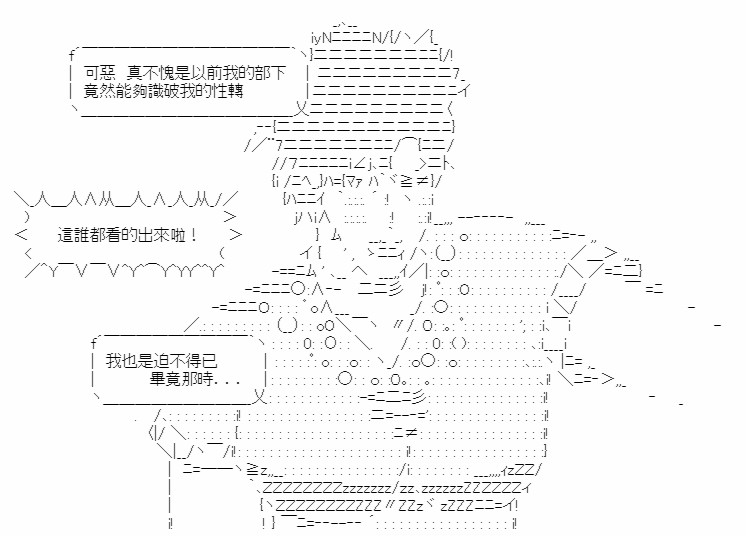 可惡 真不愧是以前我的部下
竟然能夠識破我的性轉
這誰都看的出來啦！
我也是迫不得已
畢竟那時...